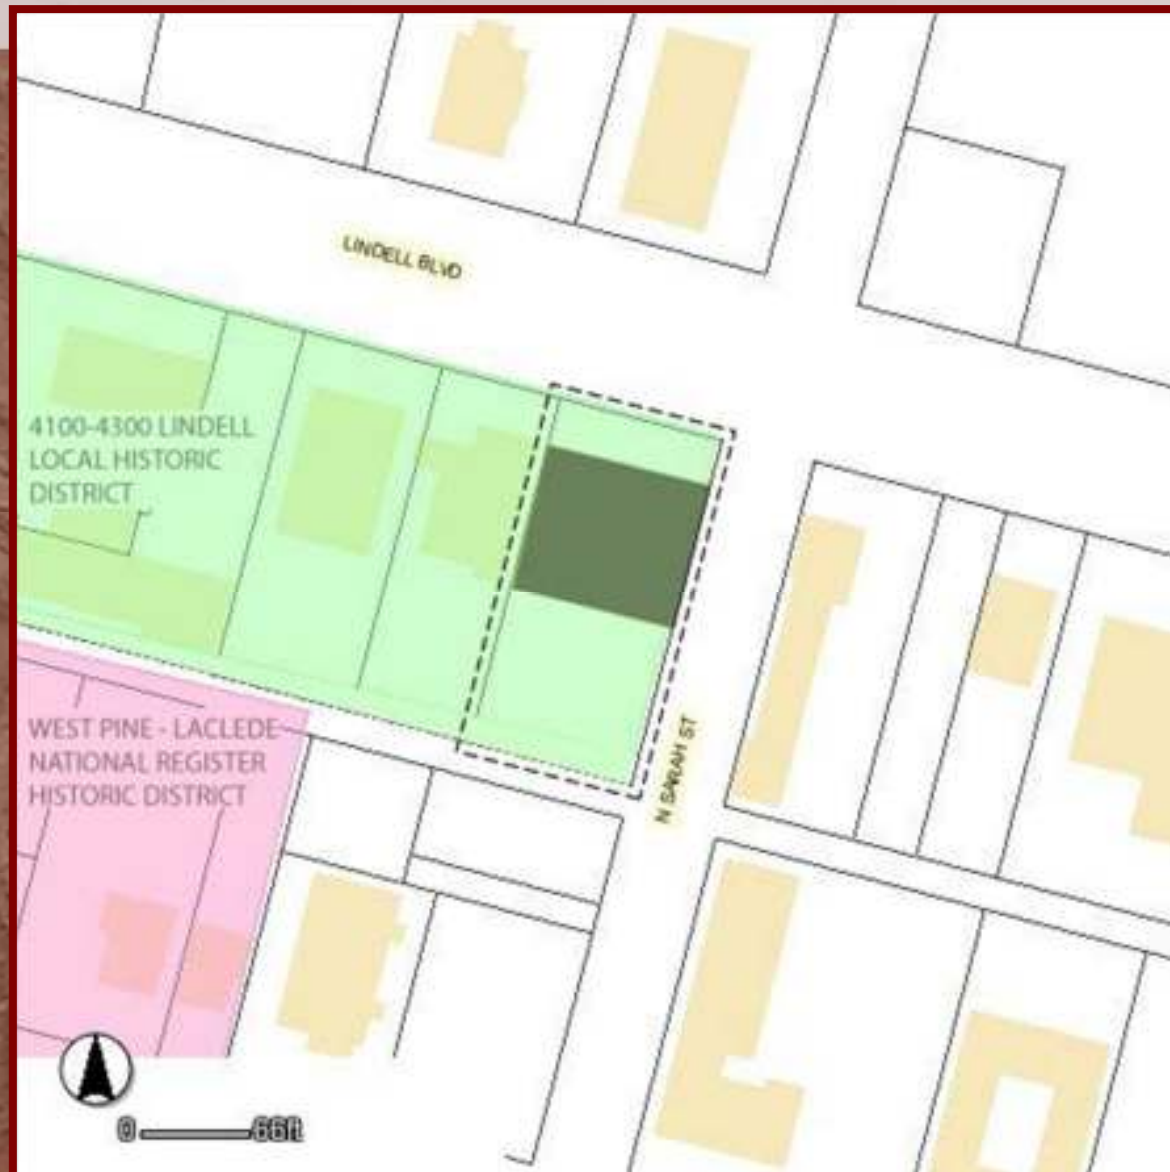 LINDELL BLVD
4100-4300 LINDELL
LOCAL HISTORIC
DISTRICT
WEST PINE - LACLEDE
NATIONAL REGISTER
HISTORIC DISTRICT
N SARAH ST
0 66ft